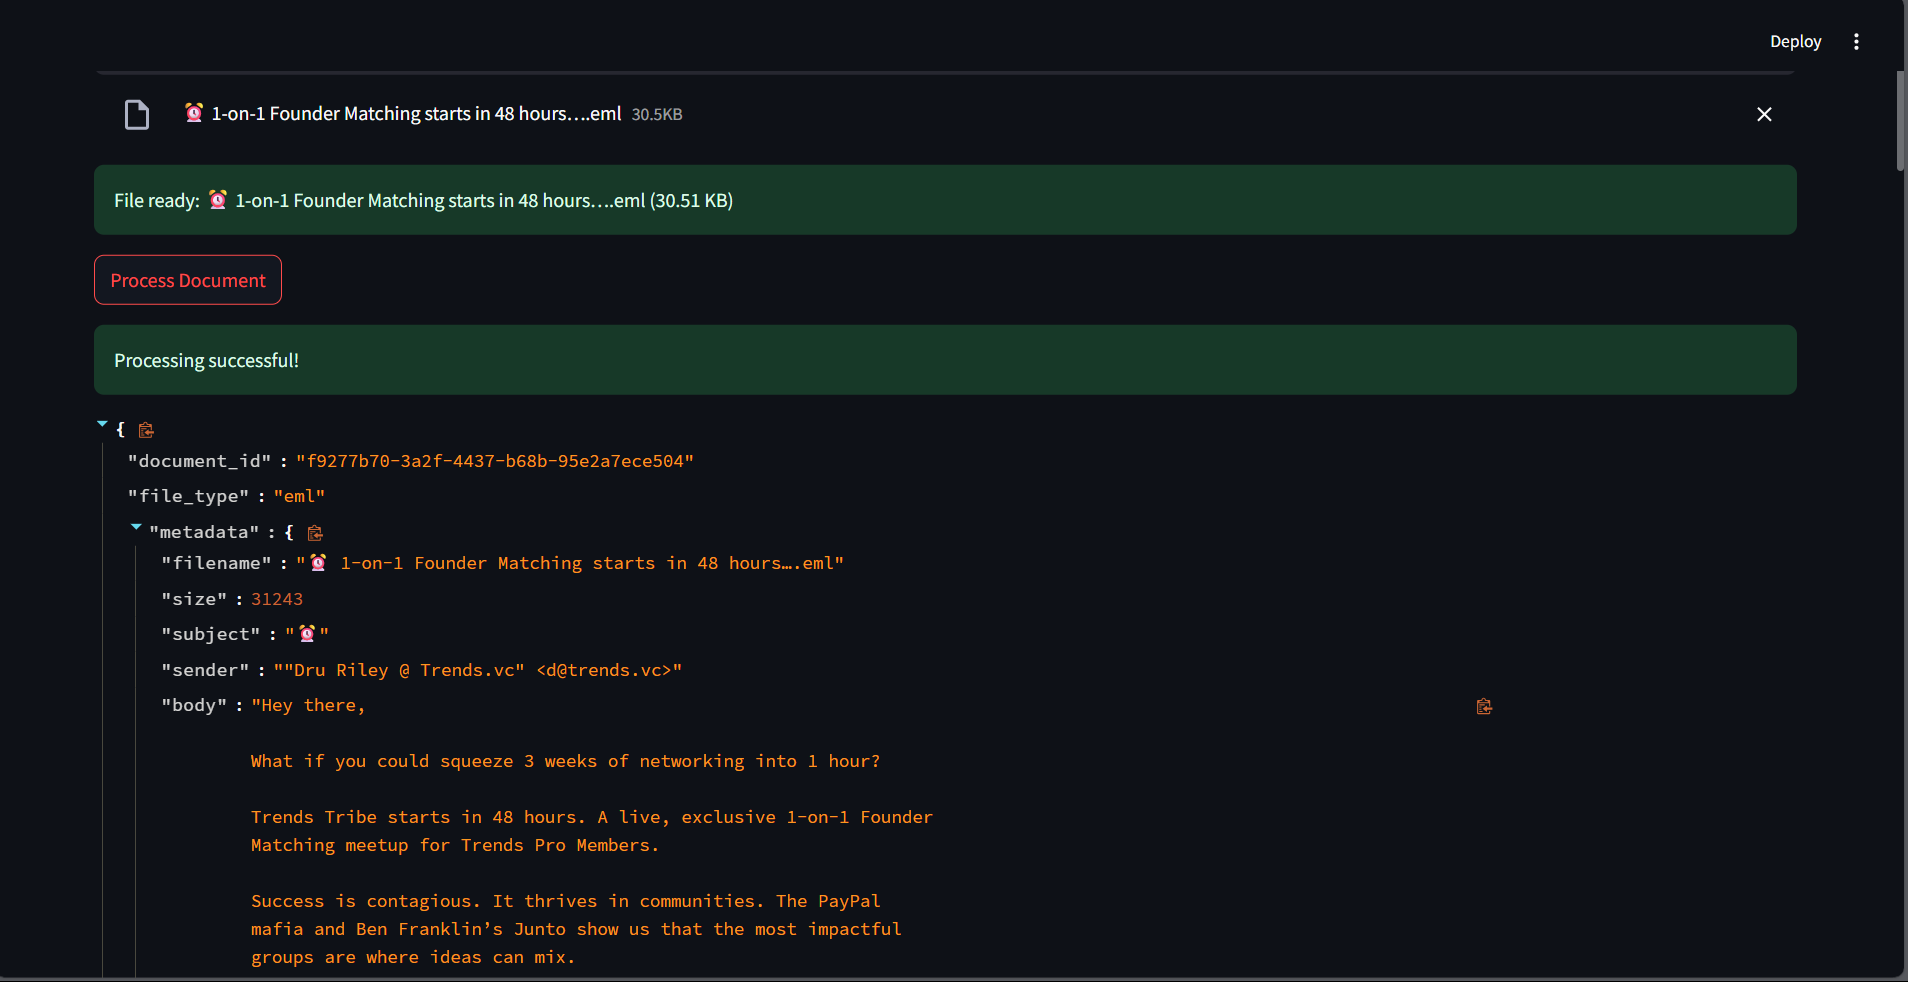 Deploy
⏰ 1-on-1 Founder Matching starts in 48 hours....eml 30.5KB
File ready: ⏰ 1-on-1 Founder Matching starts in 48 hours....eml (30.51 KB)
Process Document
Processing successful!
{
"document_id" : "f9277b70-3a2f-4437-b68b-95e2a7ece504"
"file_type" : "eml"
"metadata" : {
"filename" : "⏰ 1-on-1 Founder Matching starts in 48 hours….eml"
"size" : 31243
"subject" : "⏰"
"sender" : ""Dru Riley @ Trends.vc" <d@trends.vc>"
"body" : "Hey there,
What if you could squeeze 3 weeks of networking into 1 hour?
Trends Tribe starts in 48 hours. A live, exclusive 1-on-1 Founder
Matching meetup for Trends Pro Members.
Success is contagious. It thrives in communities. The PayPal
mafia and Ben Franklin’s Junto show us that the most impactful
groups are where ideas can mix.